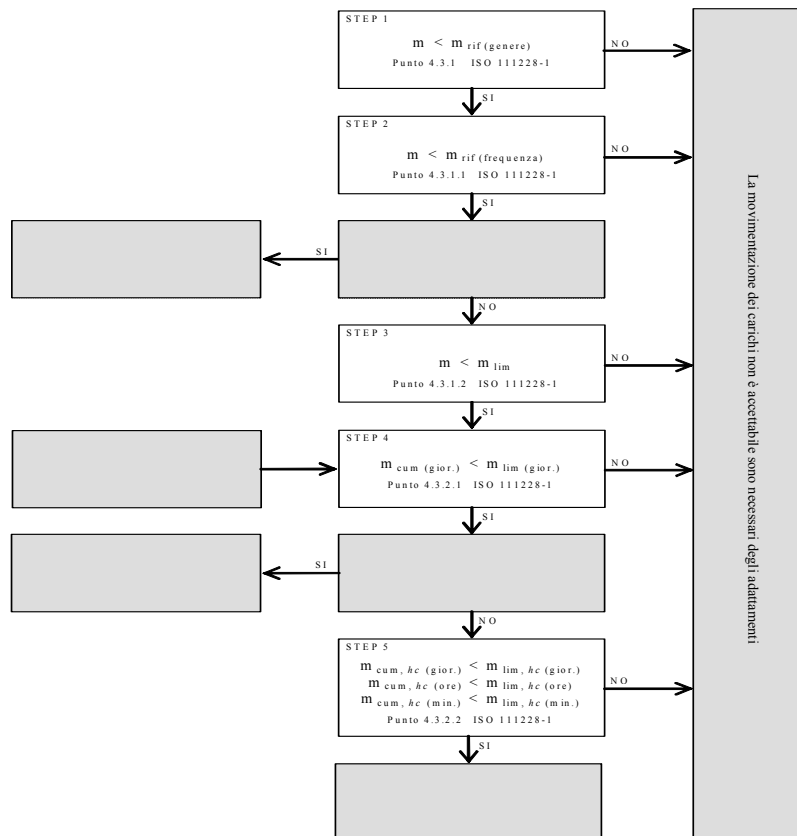 STEP 1
m < m rif (genere)
Punto 4.3.1 ISO 111228-1
NO
SI
STEP 2
m < m rif (frequenza)
Punto 4.3.1.1 ISO 111228-1
NO
SI
SI
NO
STEP 3
m < m lim
Punto 4.3.1.2 ISO 111228-1
NO
SI
STEP 4
m cum (gior.) < m lim (gior.)
Punto 4.3.2.1 ISO 111228-1
NO
SI
SI
NO
STEP 5
m cum, hc (gior.) < m lim, hc (gior.)
m cum, hc (ore) < m lim, hc (ore)
m cum, hc (min.) < m lim, hc (min.)
Punto 4.3.2.2 ISO 111228-1
NO
SI
La movimentazione dei carichi non è accettabile sono necessari degli adattamenti